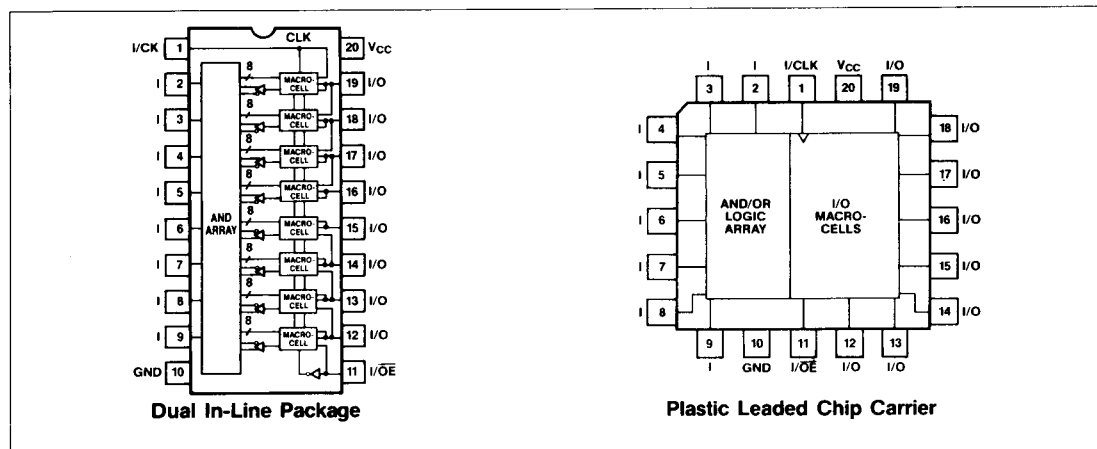 CLK
I/CK 1 20 VCC
8
MACRO-
CELL
I 2 19 I/O
8
MACRO-
CELL
I 3 18 I/O
8
MACRO-
CELL
I 4 17 I/O
8
MACRO-
CELL
I 5 16 I/O
AND
ARRAY
8
MACRO-
CELL
I 6 15 I/O
8
MACRO-
CELL
I 7 14 I/O
8
MACRO-
CELL
I 8 13 I/O
8
MACRO-
CELL
I 9 12 I/O
GND 10 11 I/OE
Dual In-Line Package
I I I/CLK VCC I/O
3 2 1 20 19
I 4 18 I/O
I 5 17 I/O
I 6 16 I/O
I 7 15 I/O
I 8 14 I/O
AND/OR
LOGIC
ARRAY
I/O
MACRO-
CELLS
9 10 11 12 13
I GND I/OE I/O I/O
Plastic Leaded Chip Carrier